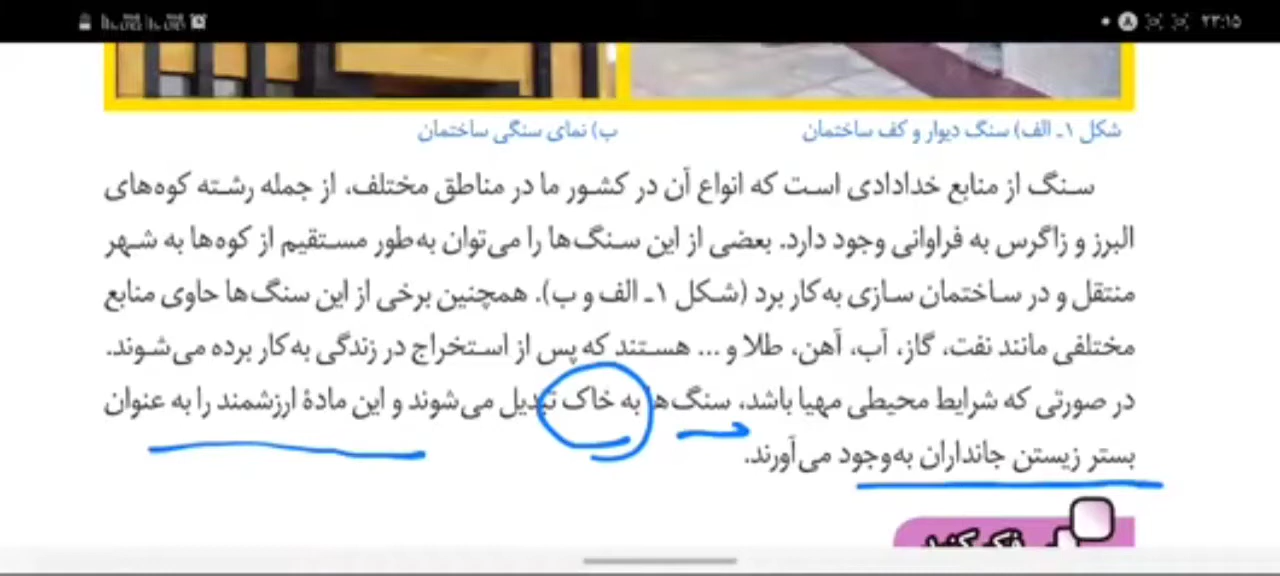 ۲۳:۱۵
شکل ۱ـ الف) سنگ دیوار و کف ساختمان
ب) نمای سنگی ساختمان
سنگ از منابع خدادادی است که انواع آن در کشور ما در مناطق مختلف، از جمله رشته کوه‌های
البرز و زاگرس به فراوانی وجود دارد. بعضی از این سنگ‌ها را می‌توان به‌طور مستقیم از کوه‌ها به شهر
منتقل و در ساختمان سازی به‌کار برد (شکل ۱ـ الف و ب). همچنین برخی از این سنگ‌ها حاوی منابع
مختلفی مانند نفت، گاز، آب، آهن، طلا و ... هستند که پس از استخراج در زندگی به‌کار برده می‌شوند.
در صورتی که شرایط محیطی مهیا باشد، سنگ‌ها به خاک تبدیل می‌شوند و این مادهٔ ارزشمند را به عنوان
بستر زیستن جانداران به‌وجود می‌آورند.